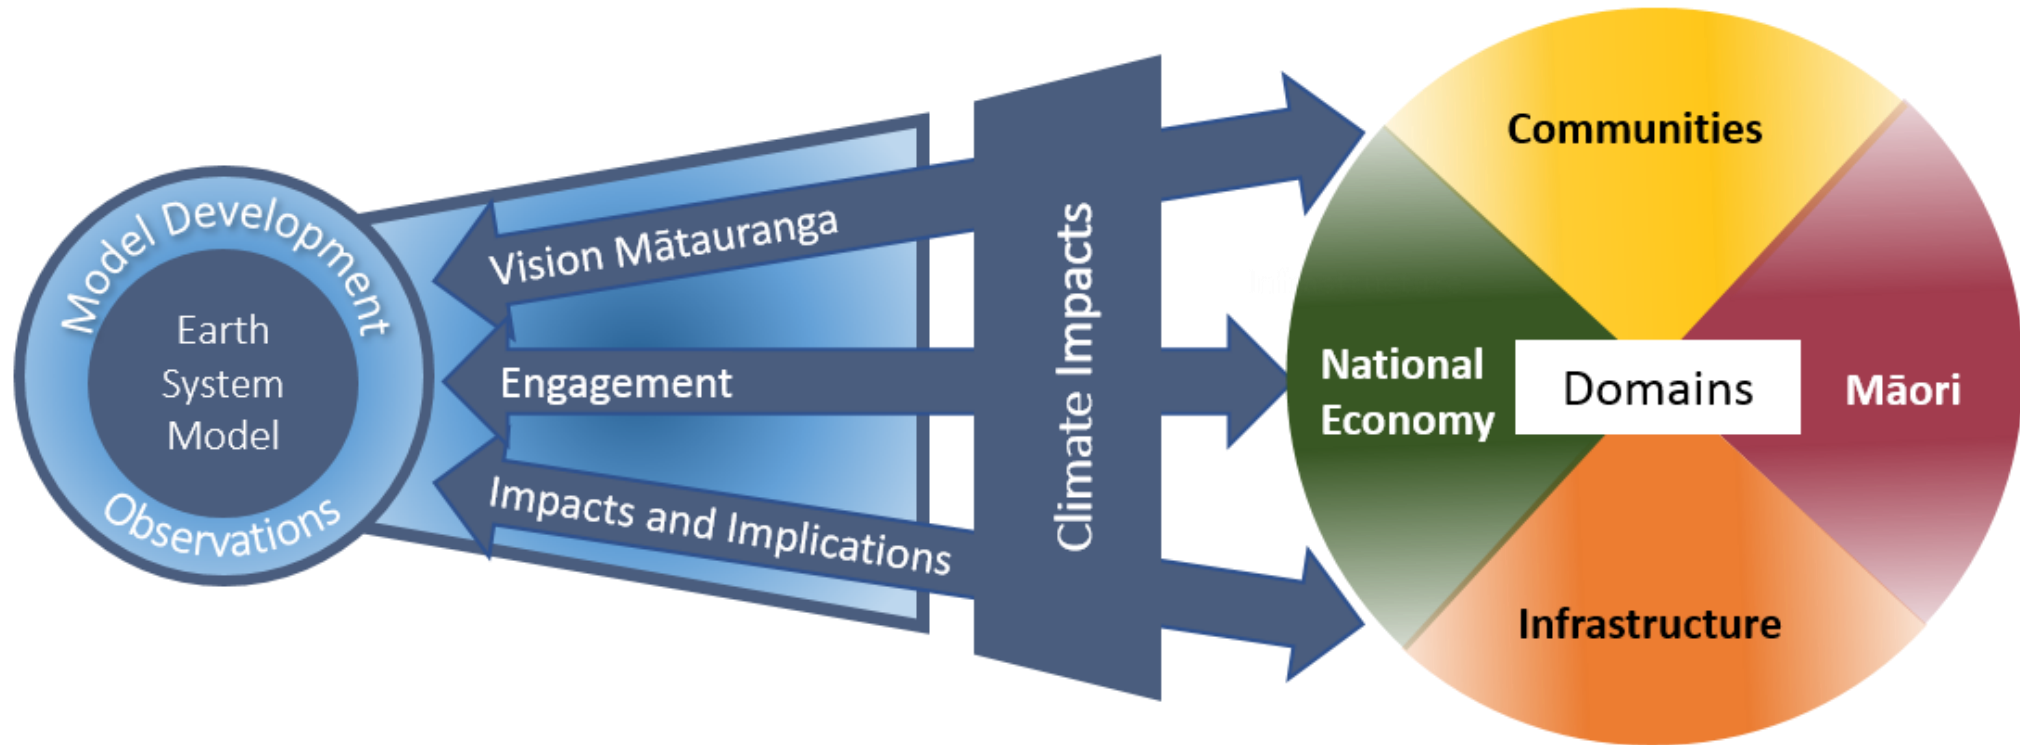 Model Development
Earth
System
Model
Observations
Vision Mātauranga
Engagement
Impacts and Implications
Climate Impacts
Communities
National
Economy
Domains
Māori
Infrastructure